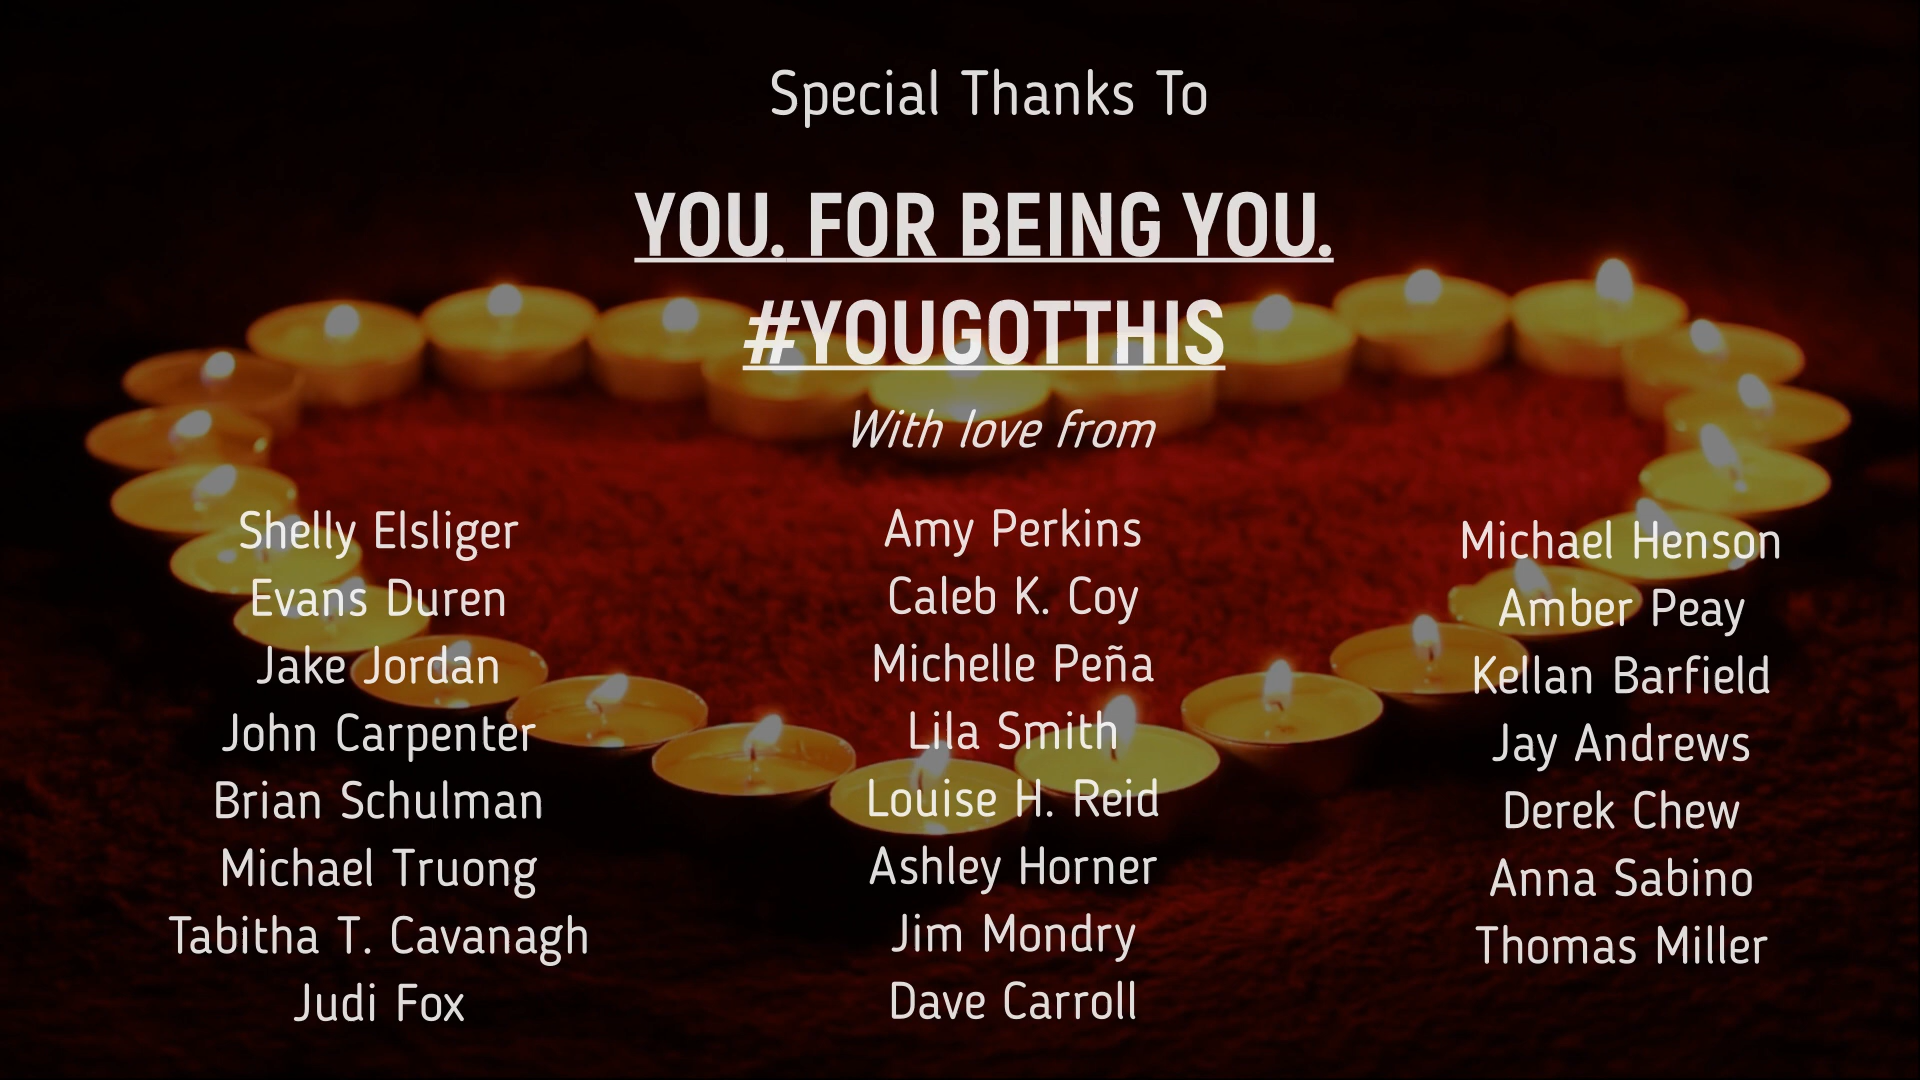 Special Thanks To
YOU. FOR BEING YOU.
#YOUGOTTHIS
With love from
Shelly Elsliger
Evans Duren
Jake Jordan
John Carpenter
Brian Schulman
Michael Truong
Tabitha T. Cavanagh
Judi Fox
Amy Perkins
Caleb K. Coy
Michelle Peña
Lila Smith
Louise H. Reid
Ashley Horner
Jim Mondry
Dave Carroll
Michael Henson
Amber Peay
Kellan Barfield
Jay Andrews
Derek Chew
Anna Sabino
Thomas Miller